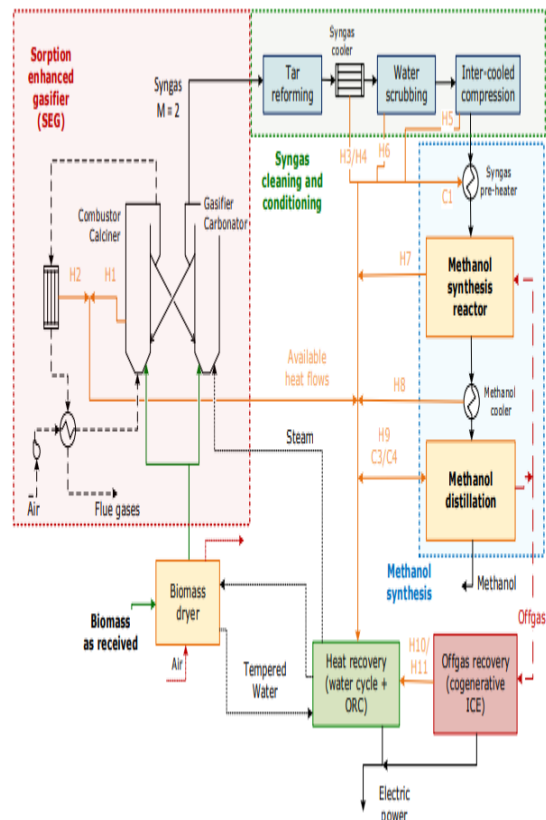 Sorption
enhanced
gasifier
(SEG)
Syngas
M = 2
Tar
reforming
Syngas
cooler
Water
scrubbing
Inter-cooled
compression
H3/H4
H6
H5
Syngas
cleaning and
conditioning
C1
Syngas
pre-heater
Combustor
Calciner
Gasifier
Carbonator
H2
H1
H7
Methanol
synthesis
reactor
Available
heat flows
H8
Methanol
cooler
Steam
H9
C3/C4
Methanol
distillation
Air
Flue gases
Methanol
synthesis
Methanol
Offgas
Biomass
dryer
Biomass
as received
Air
Tempered
Water
Heat recovery
(water cycle +
ORC)
H10/
H11
Offgas recovery
(cogenerative
ICE)
Electric
power